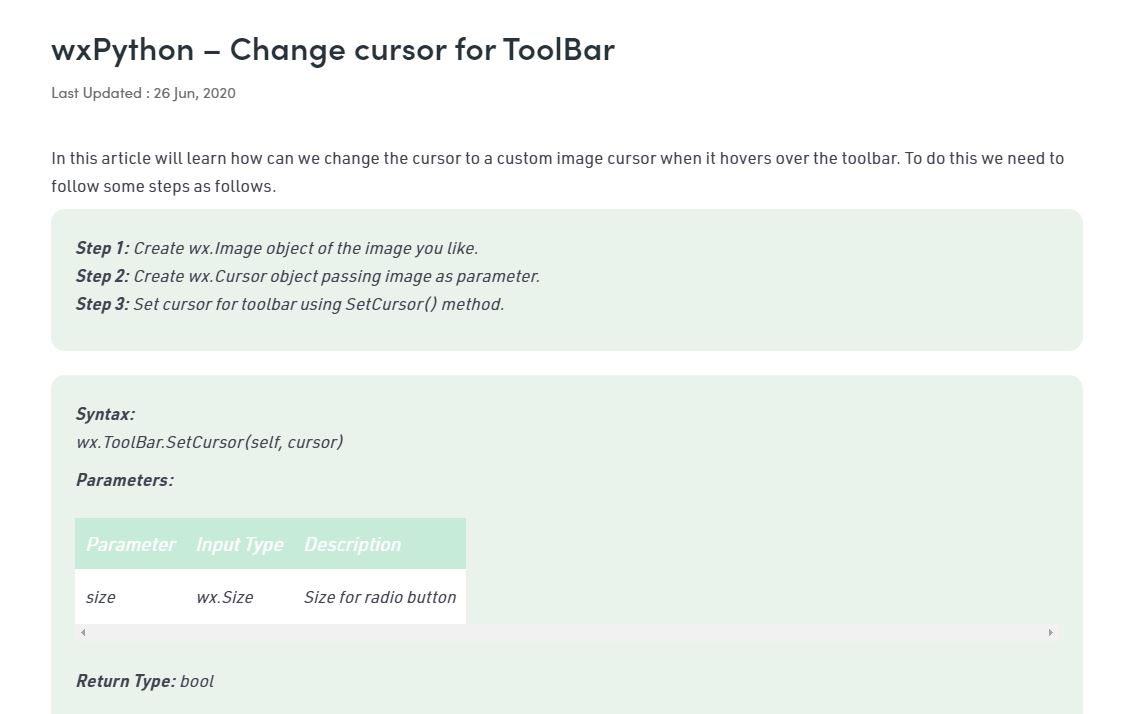 wxPython – Change cursor for ToolBar
Last Updated : 26 Jun, 2020
In this article will learn how can we change the cursor to a custom image cursor when it hovers over the toolbar. To do this we need to
follow some steps as follows.
Step 1: Create wx.Image object of the image you like.
Step 2: Create wx.Cursor object passing image as parameter.
Step 3: Set cursor for toolbar using SetCursor() method.
Syntax:
wx.ToolBar.SetCursor(self, cursor)
Parameters:
Parameter Input Type Description
size wx.Size Size for radio button
Return Type: bool